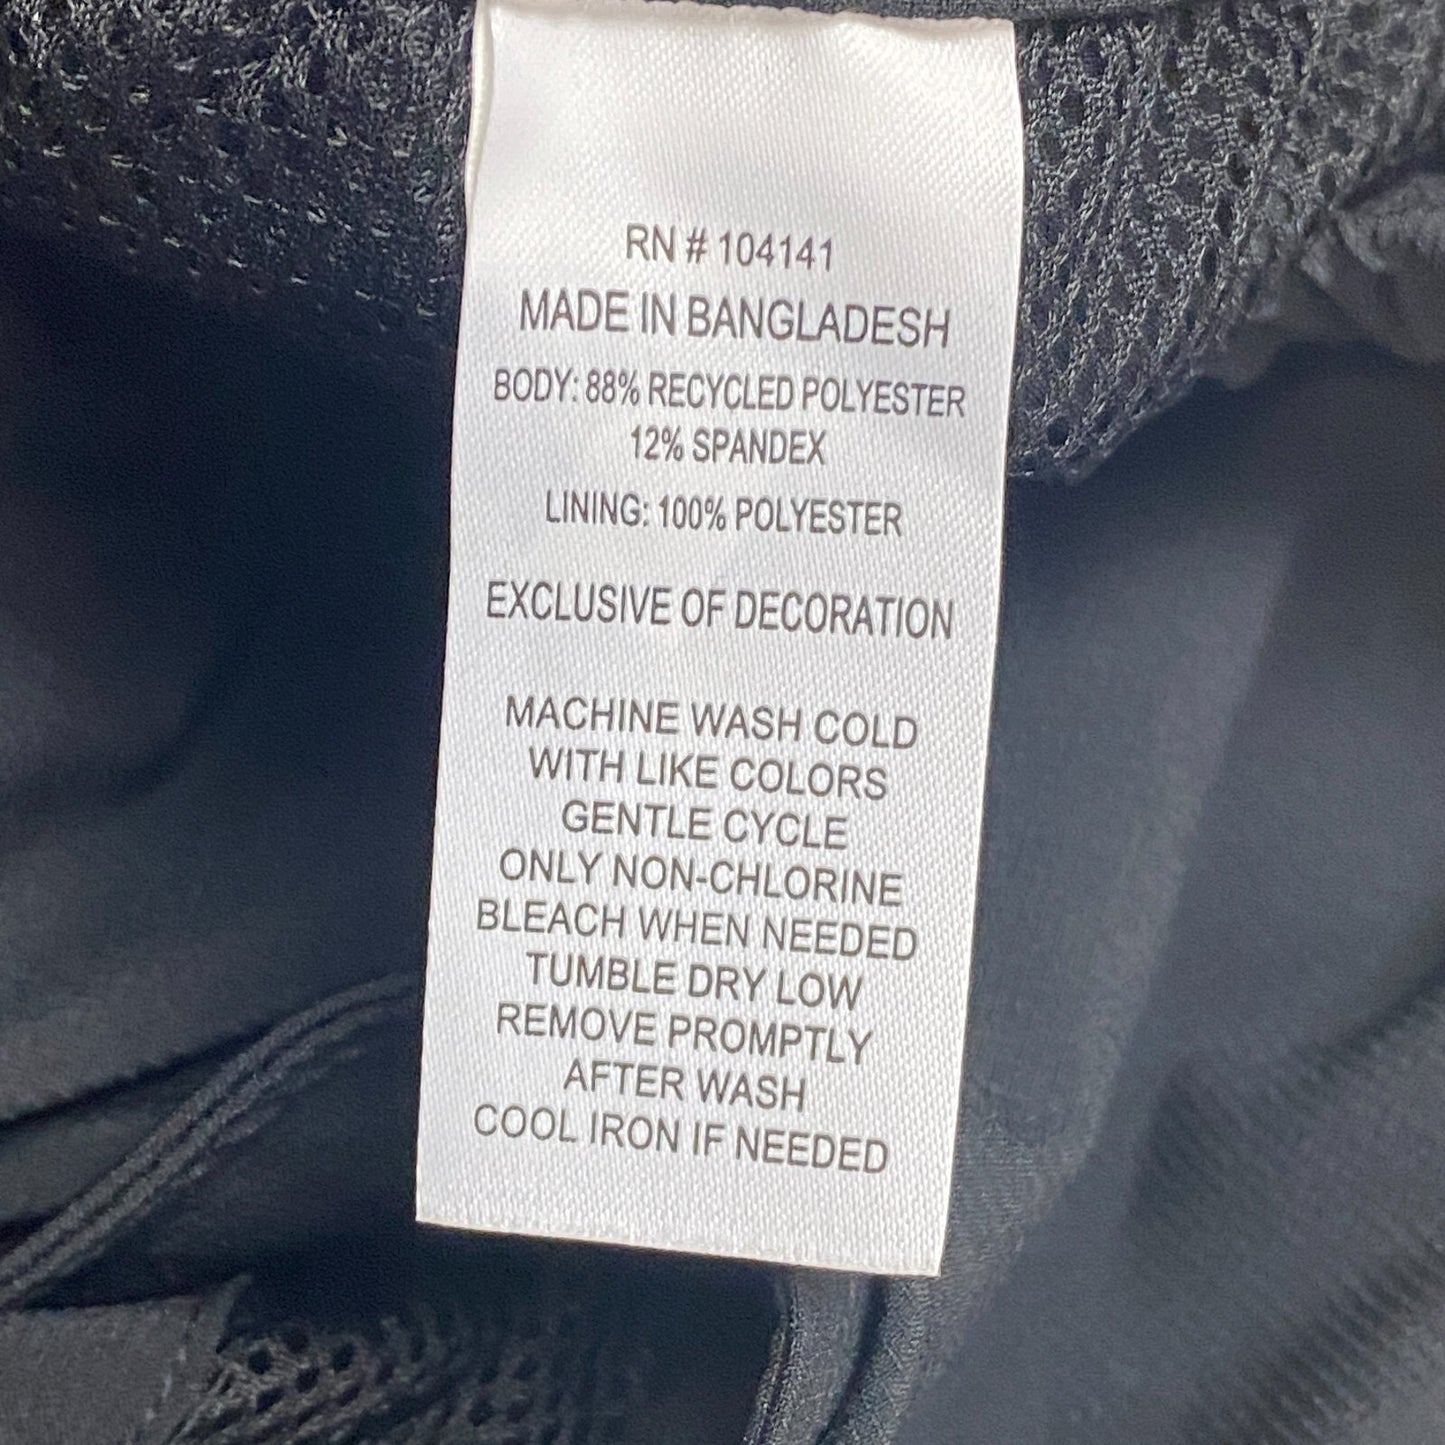 RN # 104141
MADE IN BANGLADESH
BODY: 88% RECYCLED POLYESTER
12% SPANDEX
LINING: 100% POLYESTER
EXCLUSIVE OF DECORATION
MACHINE WASH COLD
WITH LIKE COLORS
GENTLE CYCLE
ONLY NON-CHLORINE
BLEACH WHEN NEEDED
TUMBLE DRY LOW
REMOVE PROMPTLY
AFTER WASH
COOL IRON IF NEEDED